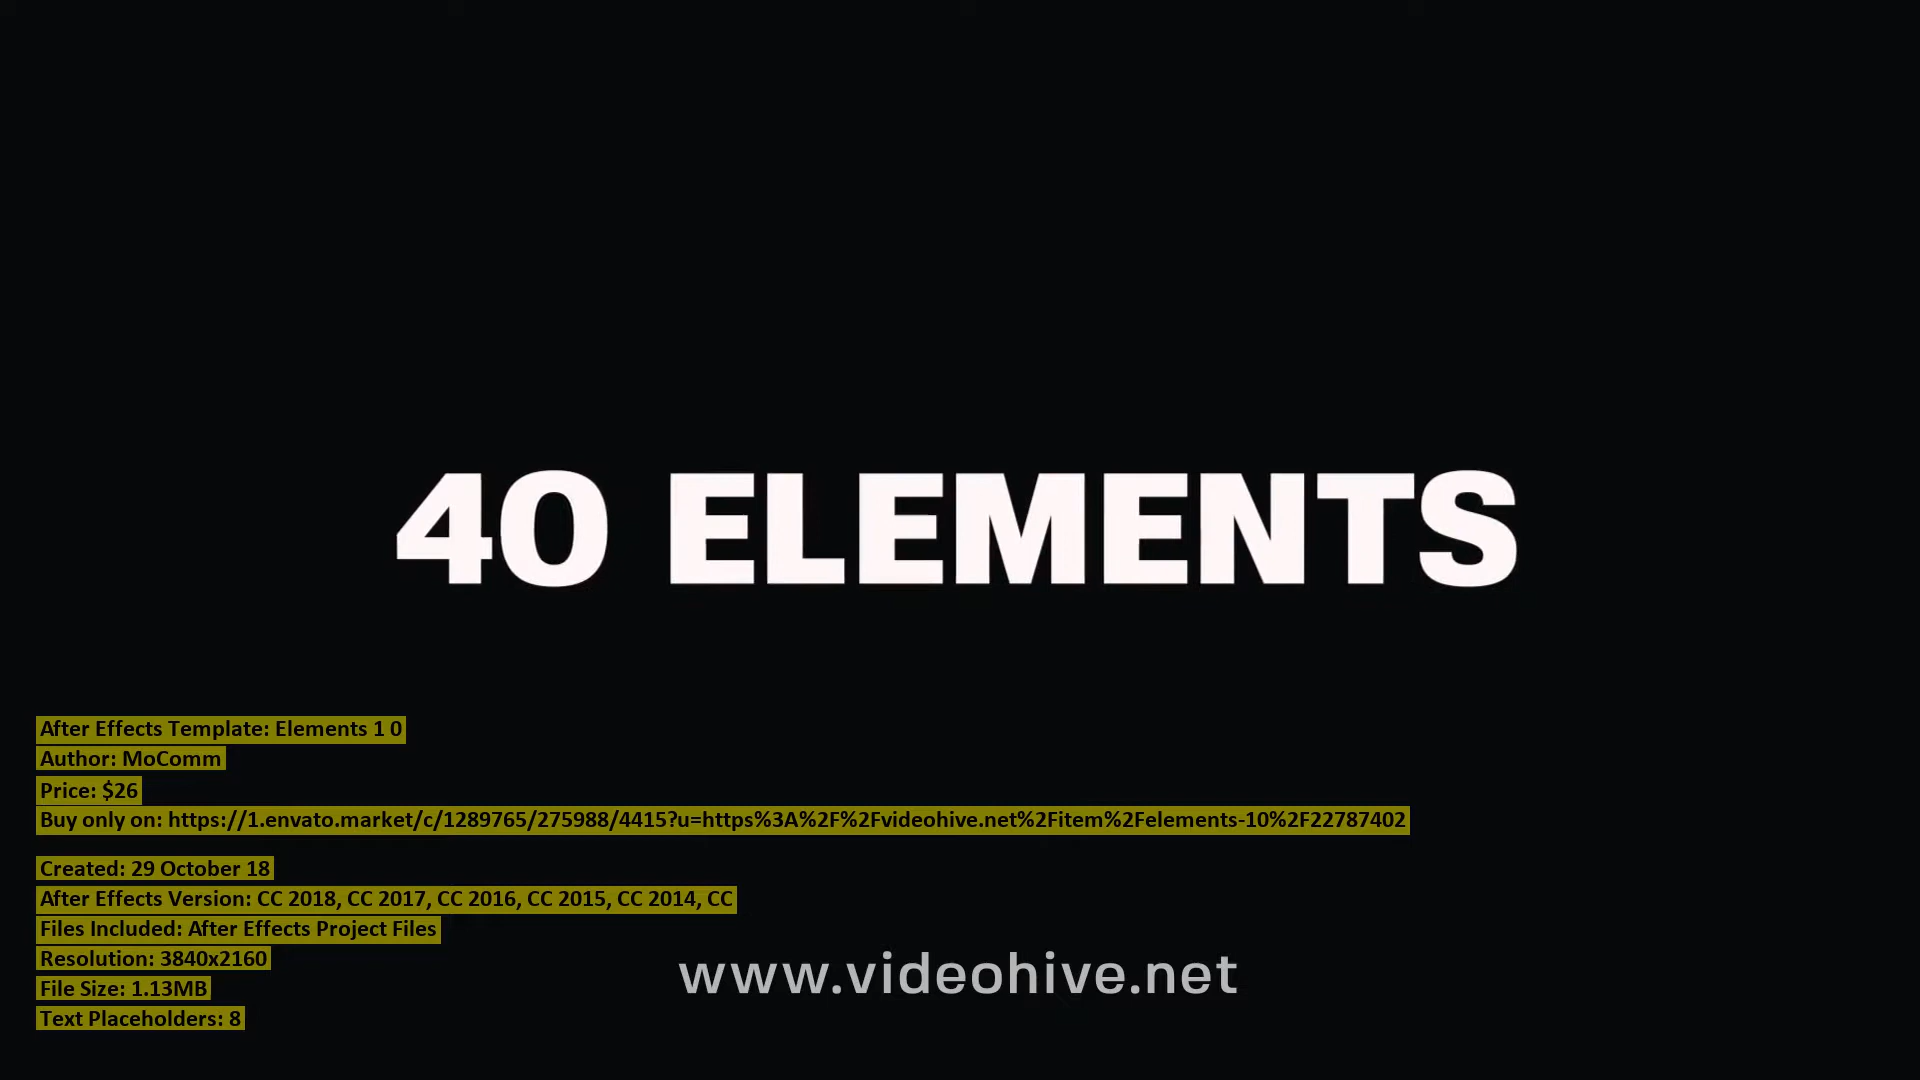 40 ELEMENTS
After Effects Template: Elements 1 0
Author: MoComm
Price: $26
Buy only on: https://1.envato.market/c/1289765/275988/4415?u=https%3A%2F%2Fvideohive.net%2Fitem%2Felements-10%2F22787402
Created: 29 October 18
After Effects Version: CC 2018, CC 2017, CC 2016, CC 2015, CC 2014, CC
Files Included: After Effects Project Files
Resolution: 3840x2160
File Size: 1.13MB
Text Placeholders: 8
www.videohive.net